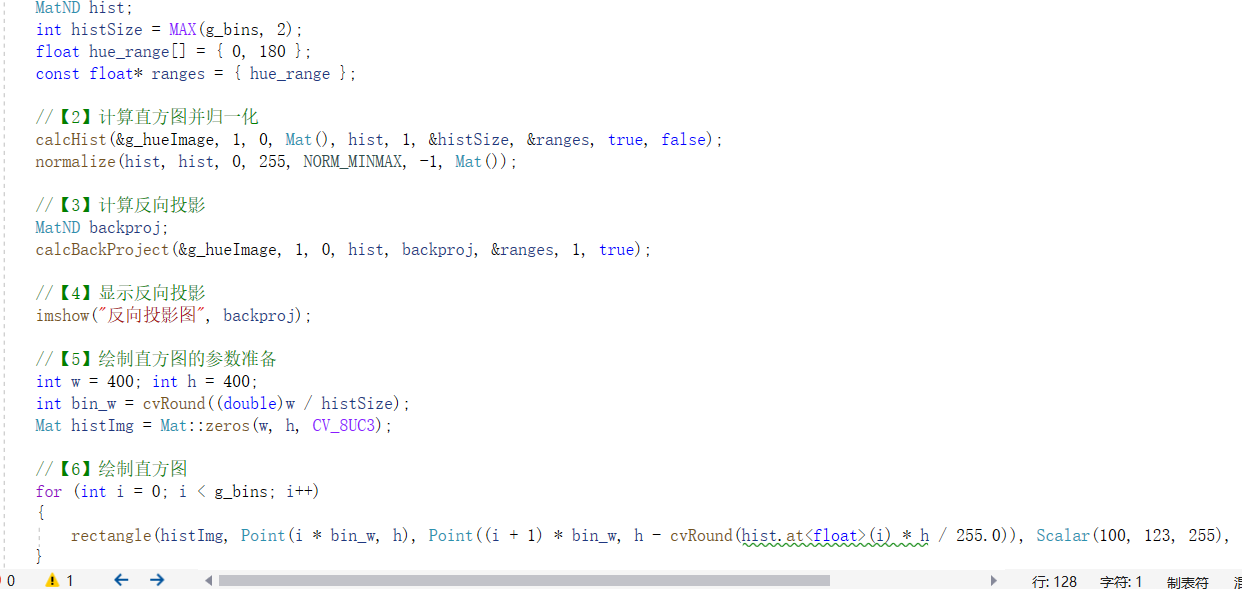 MatND hist;
int histSize = MAX(g_bins, 2);
float hue_range[] = { 0, 180 };
const float* ranges = { hue_range };
//【2】计算直方图并归一化
calcHist(&g_hueImage, 1, 0, Mat(), hist, 1, &histSize, &ranges, true, false);
normalize(hist, hist, 0, 255, NORM_MINMAX, -1, Mat());
//【3】计算反向投影
MatND backproj;
calcBackProject(&g_hueImage, 1, 0, hist, backproj, &ranges, 1, true);
//【4】显示反向投影
imshow("反向投影图", backproj);
//【5】绘制直方图的参数准备
int w = 400; int h = 400;
int bin_w = cvRound((double)w / histSize);
Mat histImg = Mat::zeros(w, h, CV_8UC3);
//【6】绘制直方图
for (int i = 0; i < g_bins; i++)
{
rectangle(histImg, Point(i * bin_w, h), Point((i + 1) * bin_w, h - cvRound(hist.at<float>(i) * h / 255.0)), Scalar(100, 123, 255),
}
0 1 行: 128 字符: 1 制表符